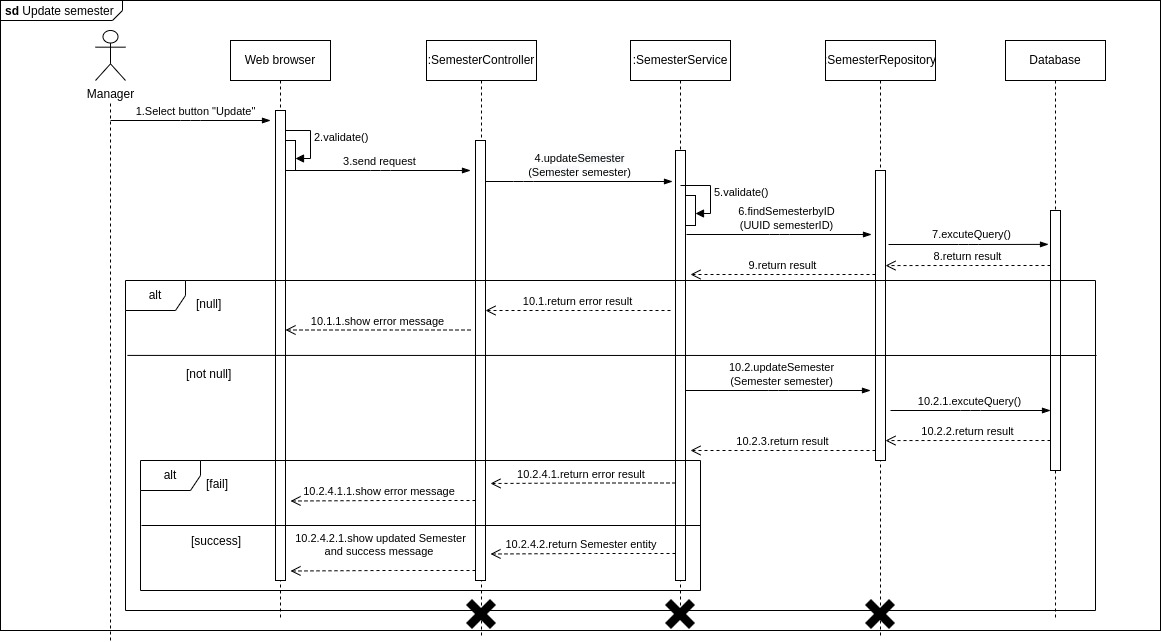 sd Update semester
Manager
Web browser
:SemesterController
:SemesterService
SemesterRepository
Database
1.Select button "Update"
2.validate()
3.send request
4.updateSemester
(Semester semester)
5.validate()
6.findSemesterbyID
(UUID semesterID)
7.excuteQuery()
8.return result
9.return result
alt
[null]
10.1.return error result
10.1.1.show error message
[not null]
10.2.updateSemester
(Semester semester)
10.2.1.excuteQuery()
10.2.2.return result
10.2.3.return result
alt
[fail]
10.2.4.1.return error result
10.2.4.1.1.show error message
[success]
10.2.4.2.1.show updated Semester
and success message
10.2.4.2.return Semester entity